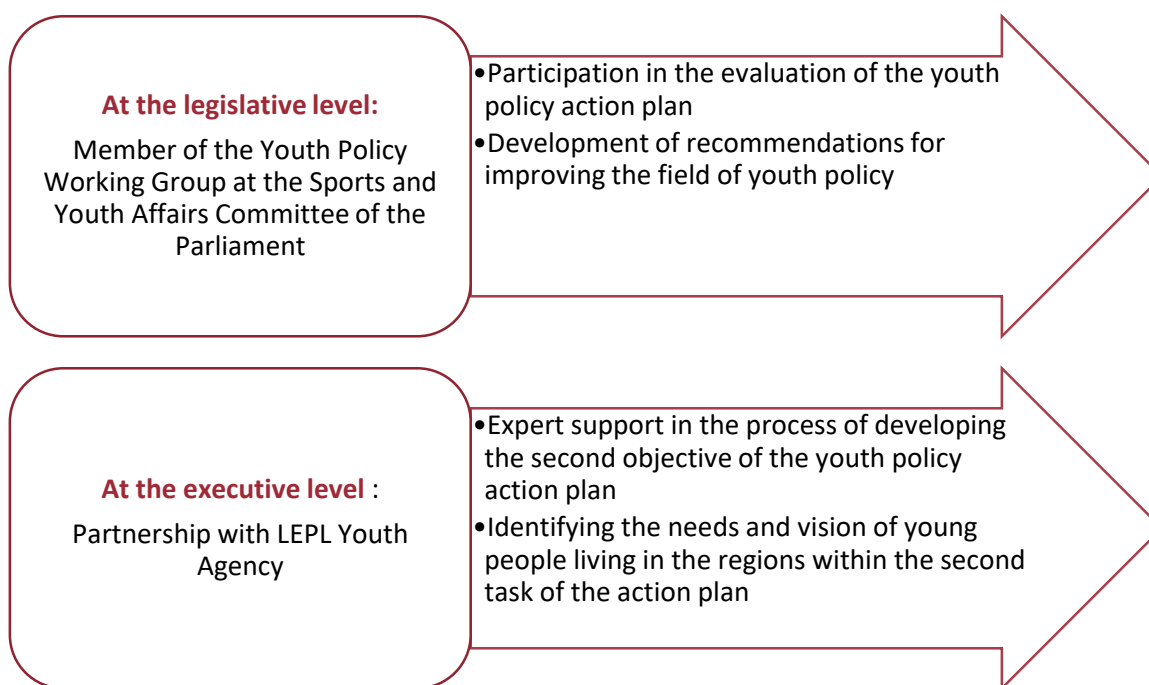 At the legislative level:
Member of the Youth Policy
Working Group at the Sports and
Youth Affairs Committee of the
Parliament
•Participation in the evaluation of the youth
policy action plan
•Development of recommendations for
improving the field of youth policy
At the executive level :
Partnership with LEPL Youth
Agency
•Expert support in the process of developing
the second objective of the youth policy
action plan
•Identifying the needs and vision of young
people living in the regions within the second
task of the action plan